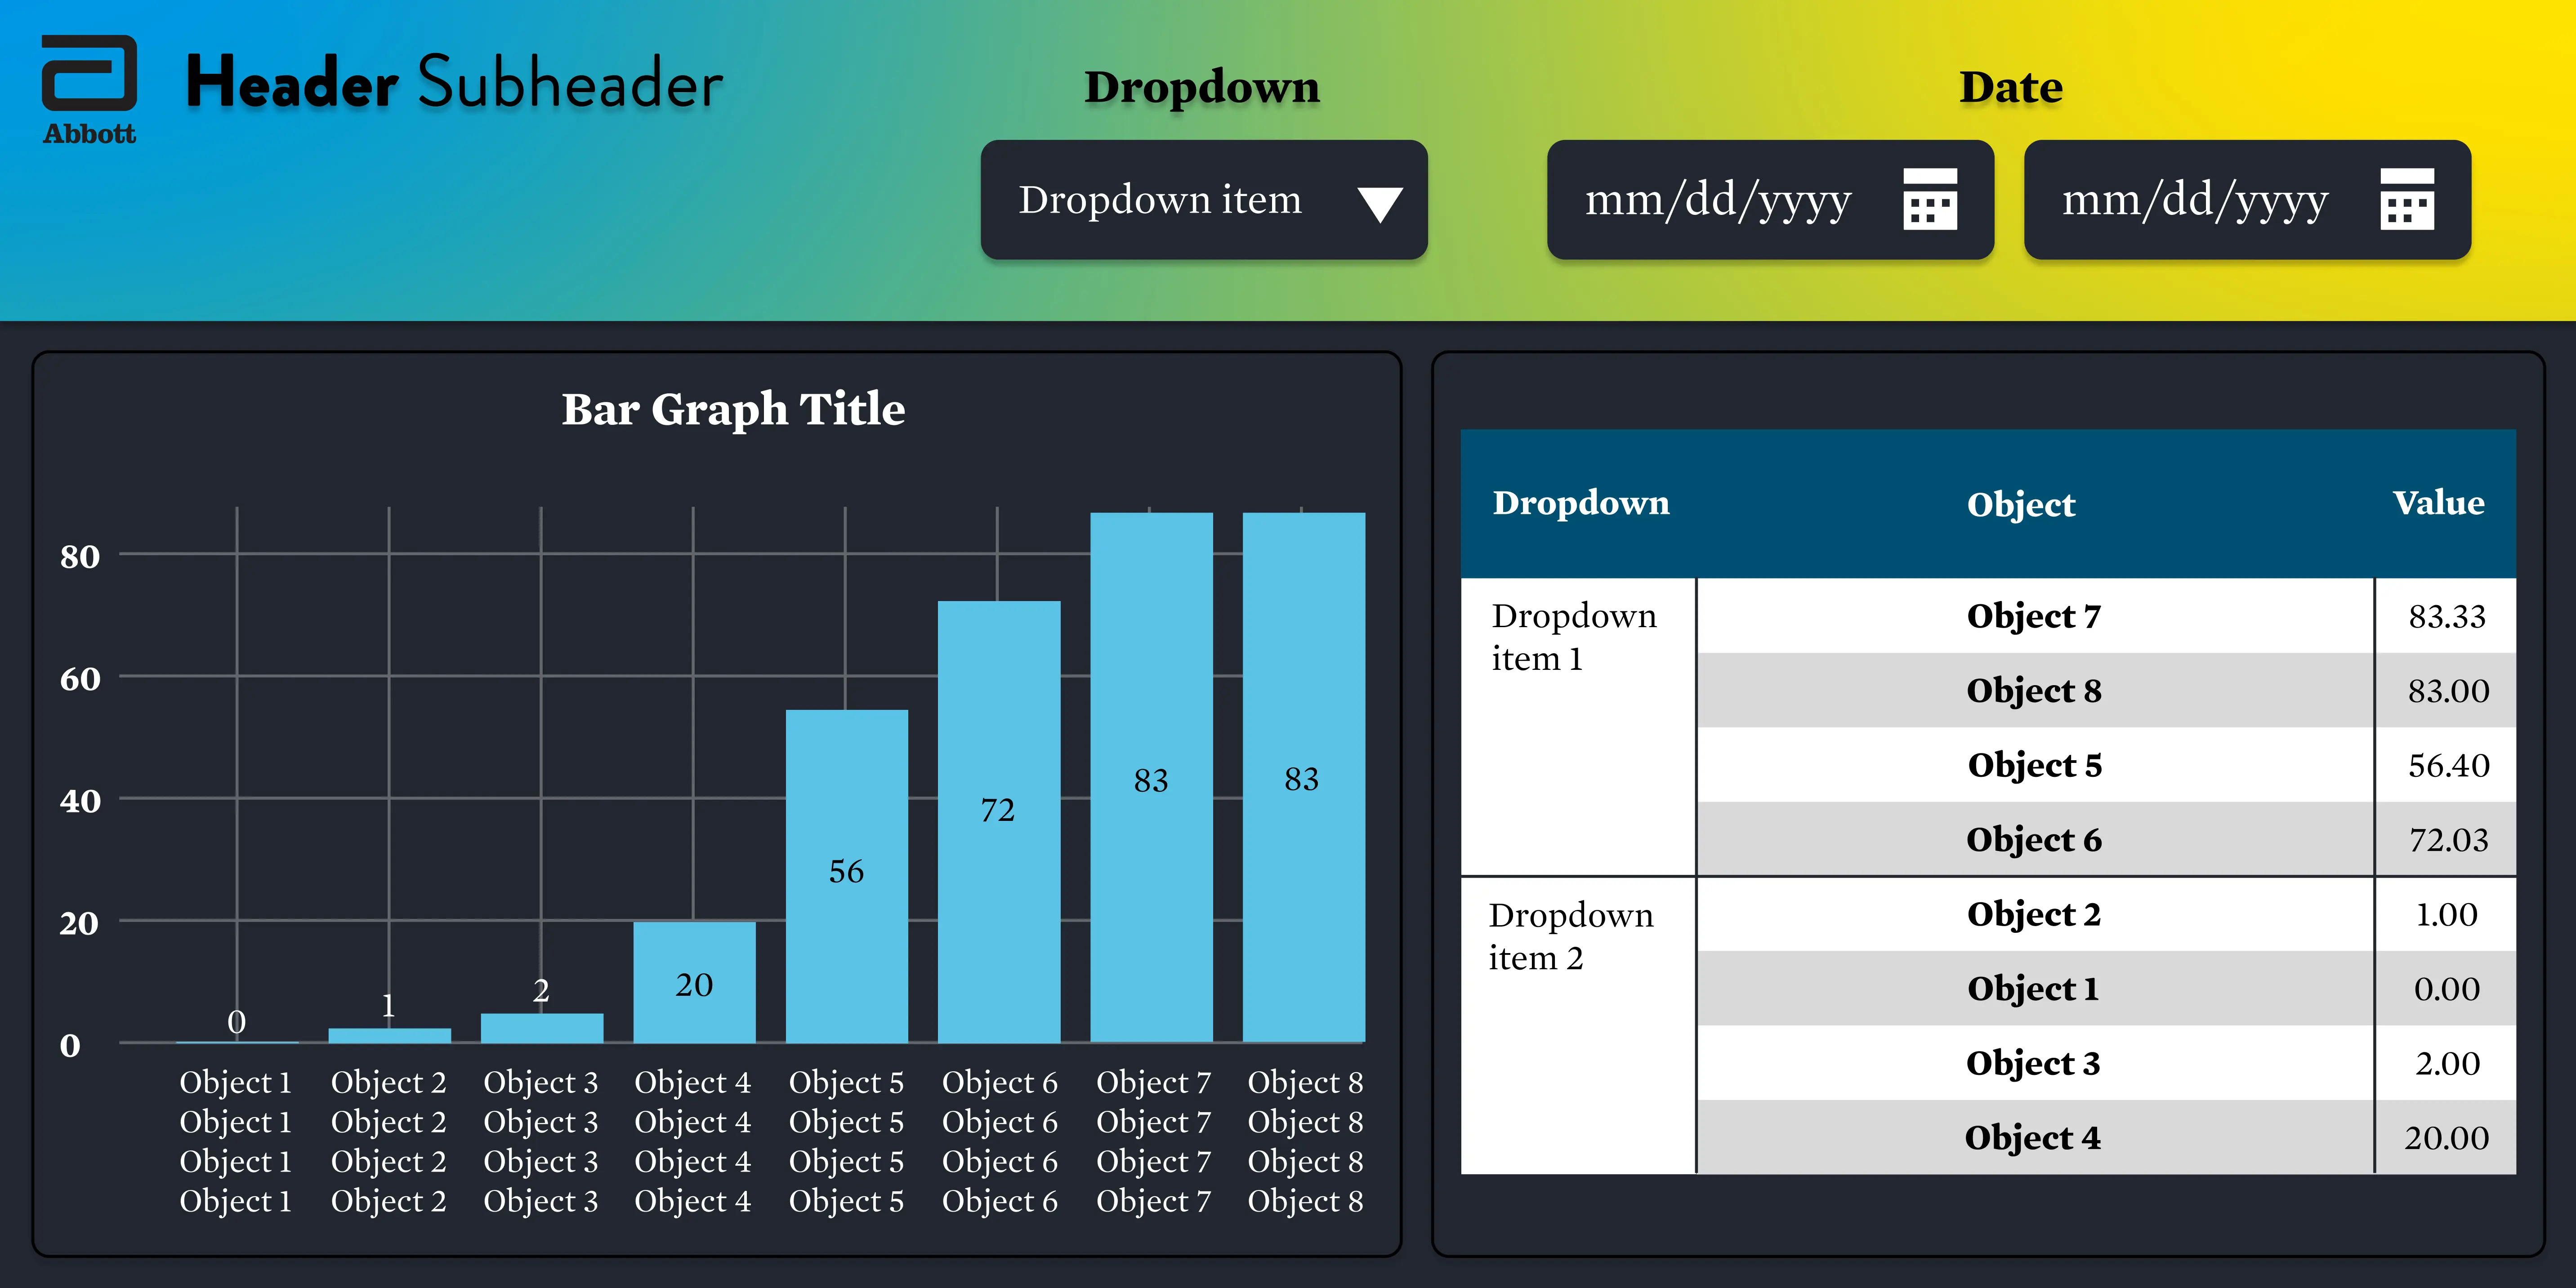 Abbott
Header Subheader
Dropdown
Date
Dropdown item
mm/dd/yyyy
mm/dd/yyyy
Bar Graph Title
80
60
40
20
0
0
1
2
20
56
72
83
83
Object 1 Object 2 Object 3 Object 4 Object 5 Object 6 Object 7 Object 8
Object 1 Object 2 Object 3 Object 4 Object 5 Object 6 Object 7 Object 8
Object 1 Object 2 Object 3 Object 4 Object 5 Object 6 Object 7 Object 8
Object 1 Object 2 Object 3 Object 4 Object 5 Object 6 Object 7 Object 8
Dropdown Object Value
Dropdown
item 1
Object 7 83.33
Object 8 83.00
Object 5 56.40
Object 6 72.03
Dropdown
item 2
Object 2 1.00
Object 1 0.00
Object 3 2.00
Object 4 20.00